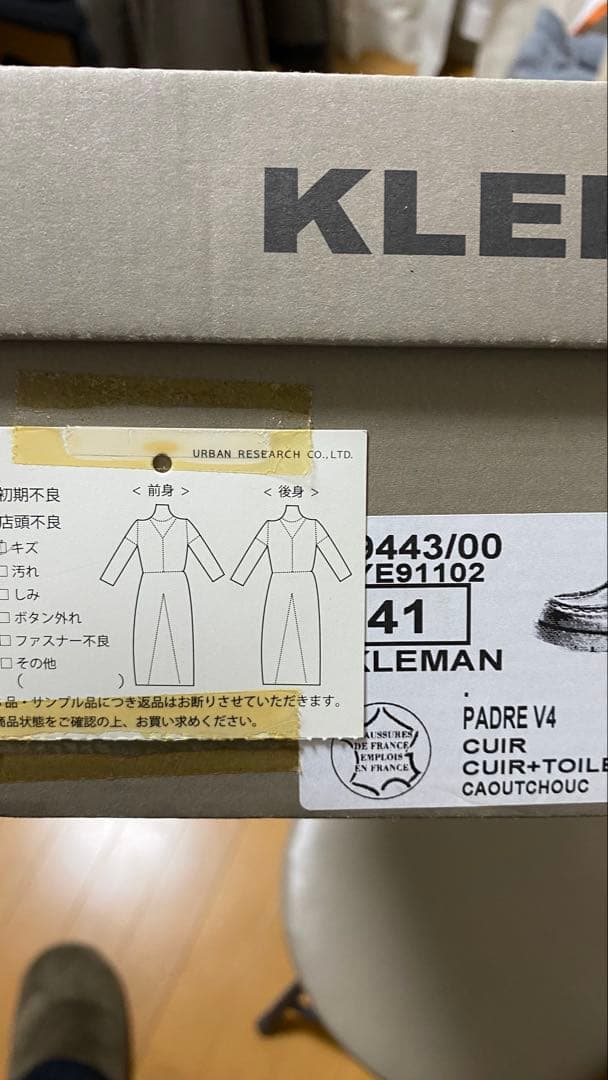 KLE
URBAN RESEARCH CO.,LTD.
初期不良
店頭不良
< 前身 >
< 後身 >
□キズ
□汚れ
□しみ
□ボタン外れ
□ファスナー不良
□その他
( )
品・サンプル品につき返品はお断りさせていただきます。
商品状態をご確認の上、お買い求めください。
9443/00
YE91102
41
KLEMAN
PADRE V4
CUIR
CUIR+TOILE
CAOUTCHOUC
AUSSURES
DE FRANCE
EMPLOIS
EN FRANCE